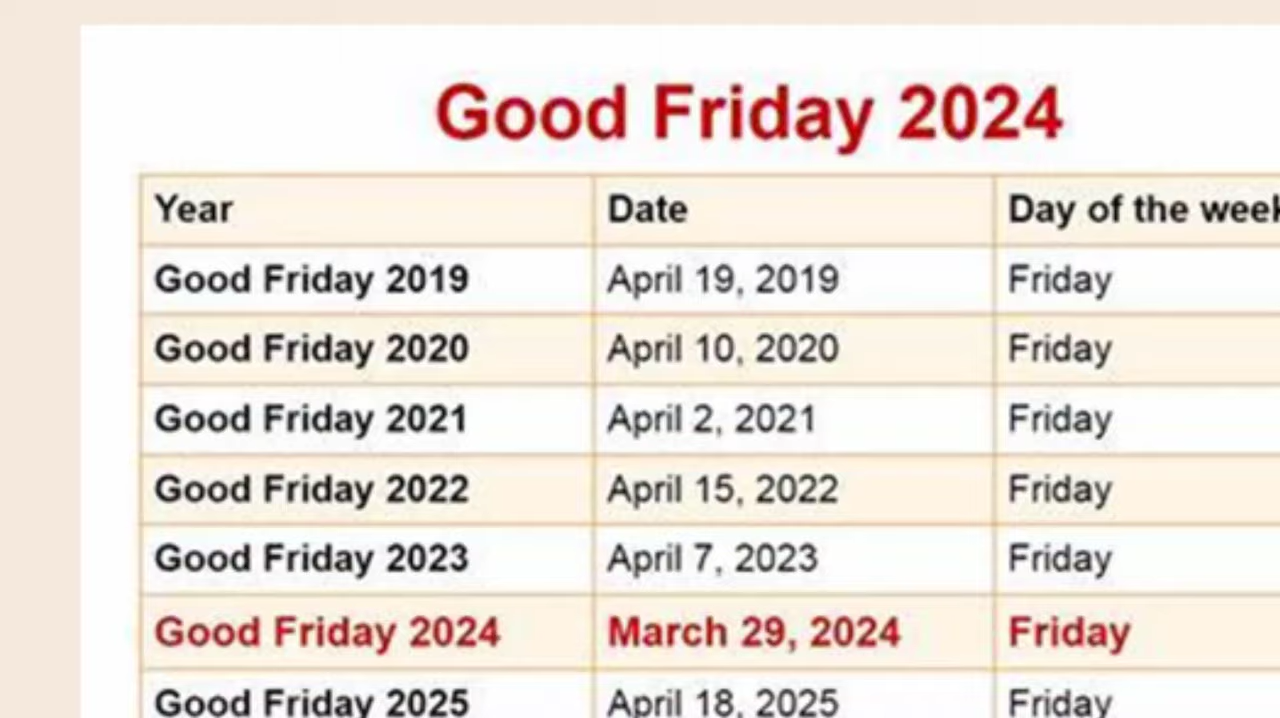 Good Friday 2024
Year Date Day of the week
Good Friday 2019 April 19, 2019 Friday
Good Friday 2020 April 10, 2020 Friday
Good Friday 2021 April 2, 2021 Friday
Good Friday 2022 April 15, 2022 Friday
Good Friday 2023 April 7, 2023 Friday
Good Friday 2024 March 29, 2024 Friday
Good Friday 2025 April 18, 2025 Friday